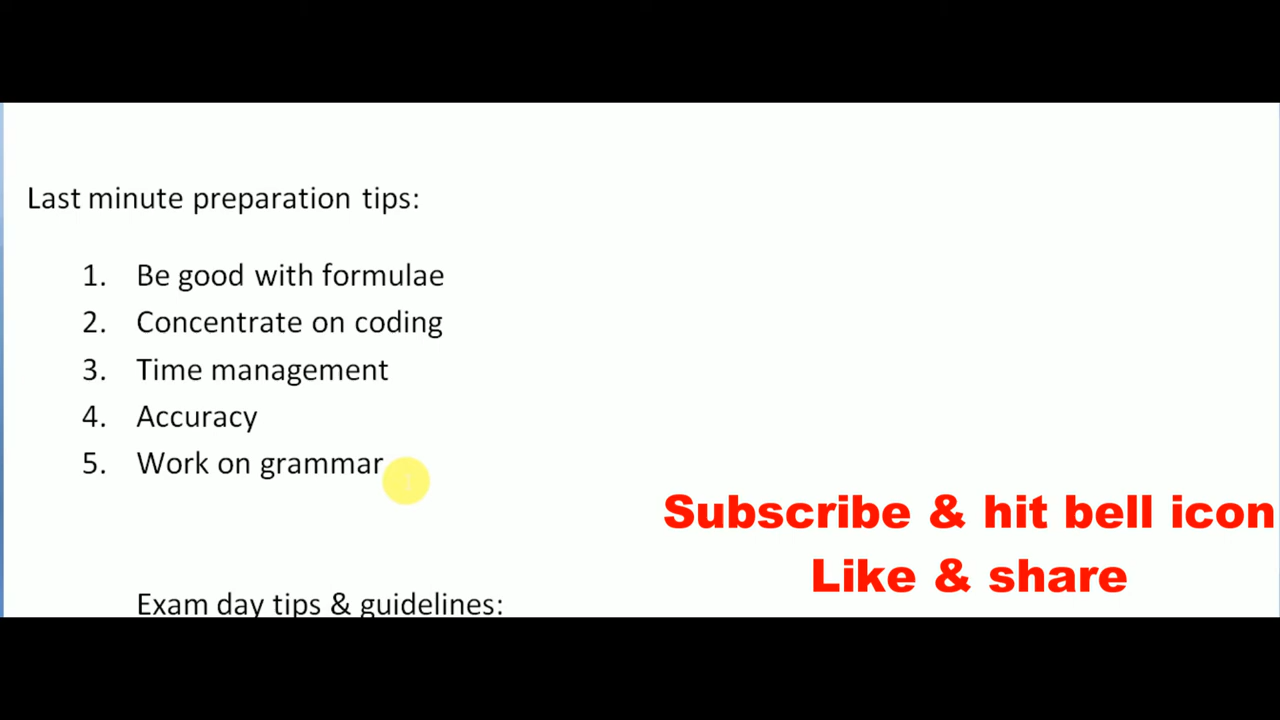 Last minute preparation tips:
1. Be good with formulae
2. Concentrate on coding
3. Time management
4. Accuracy
5. Work on grammar
Subscribe & hit bell icon
Like & share
Exam day tips & guidelines: